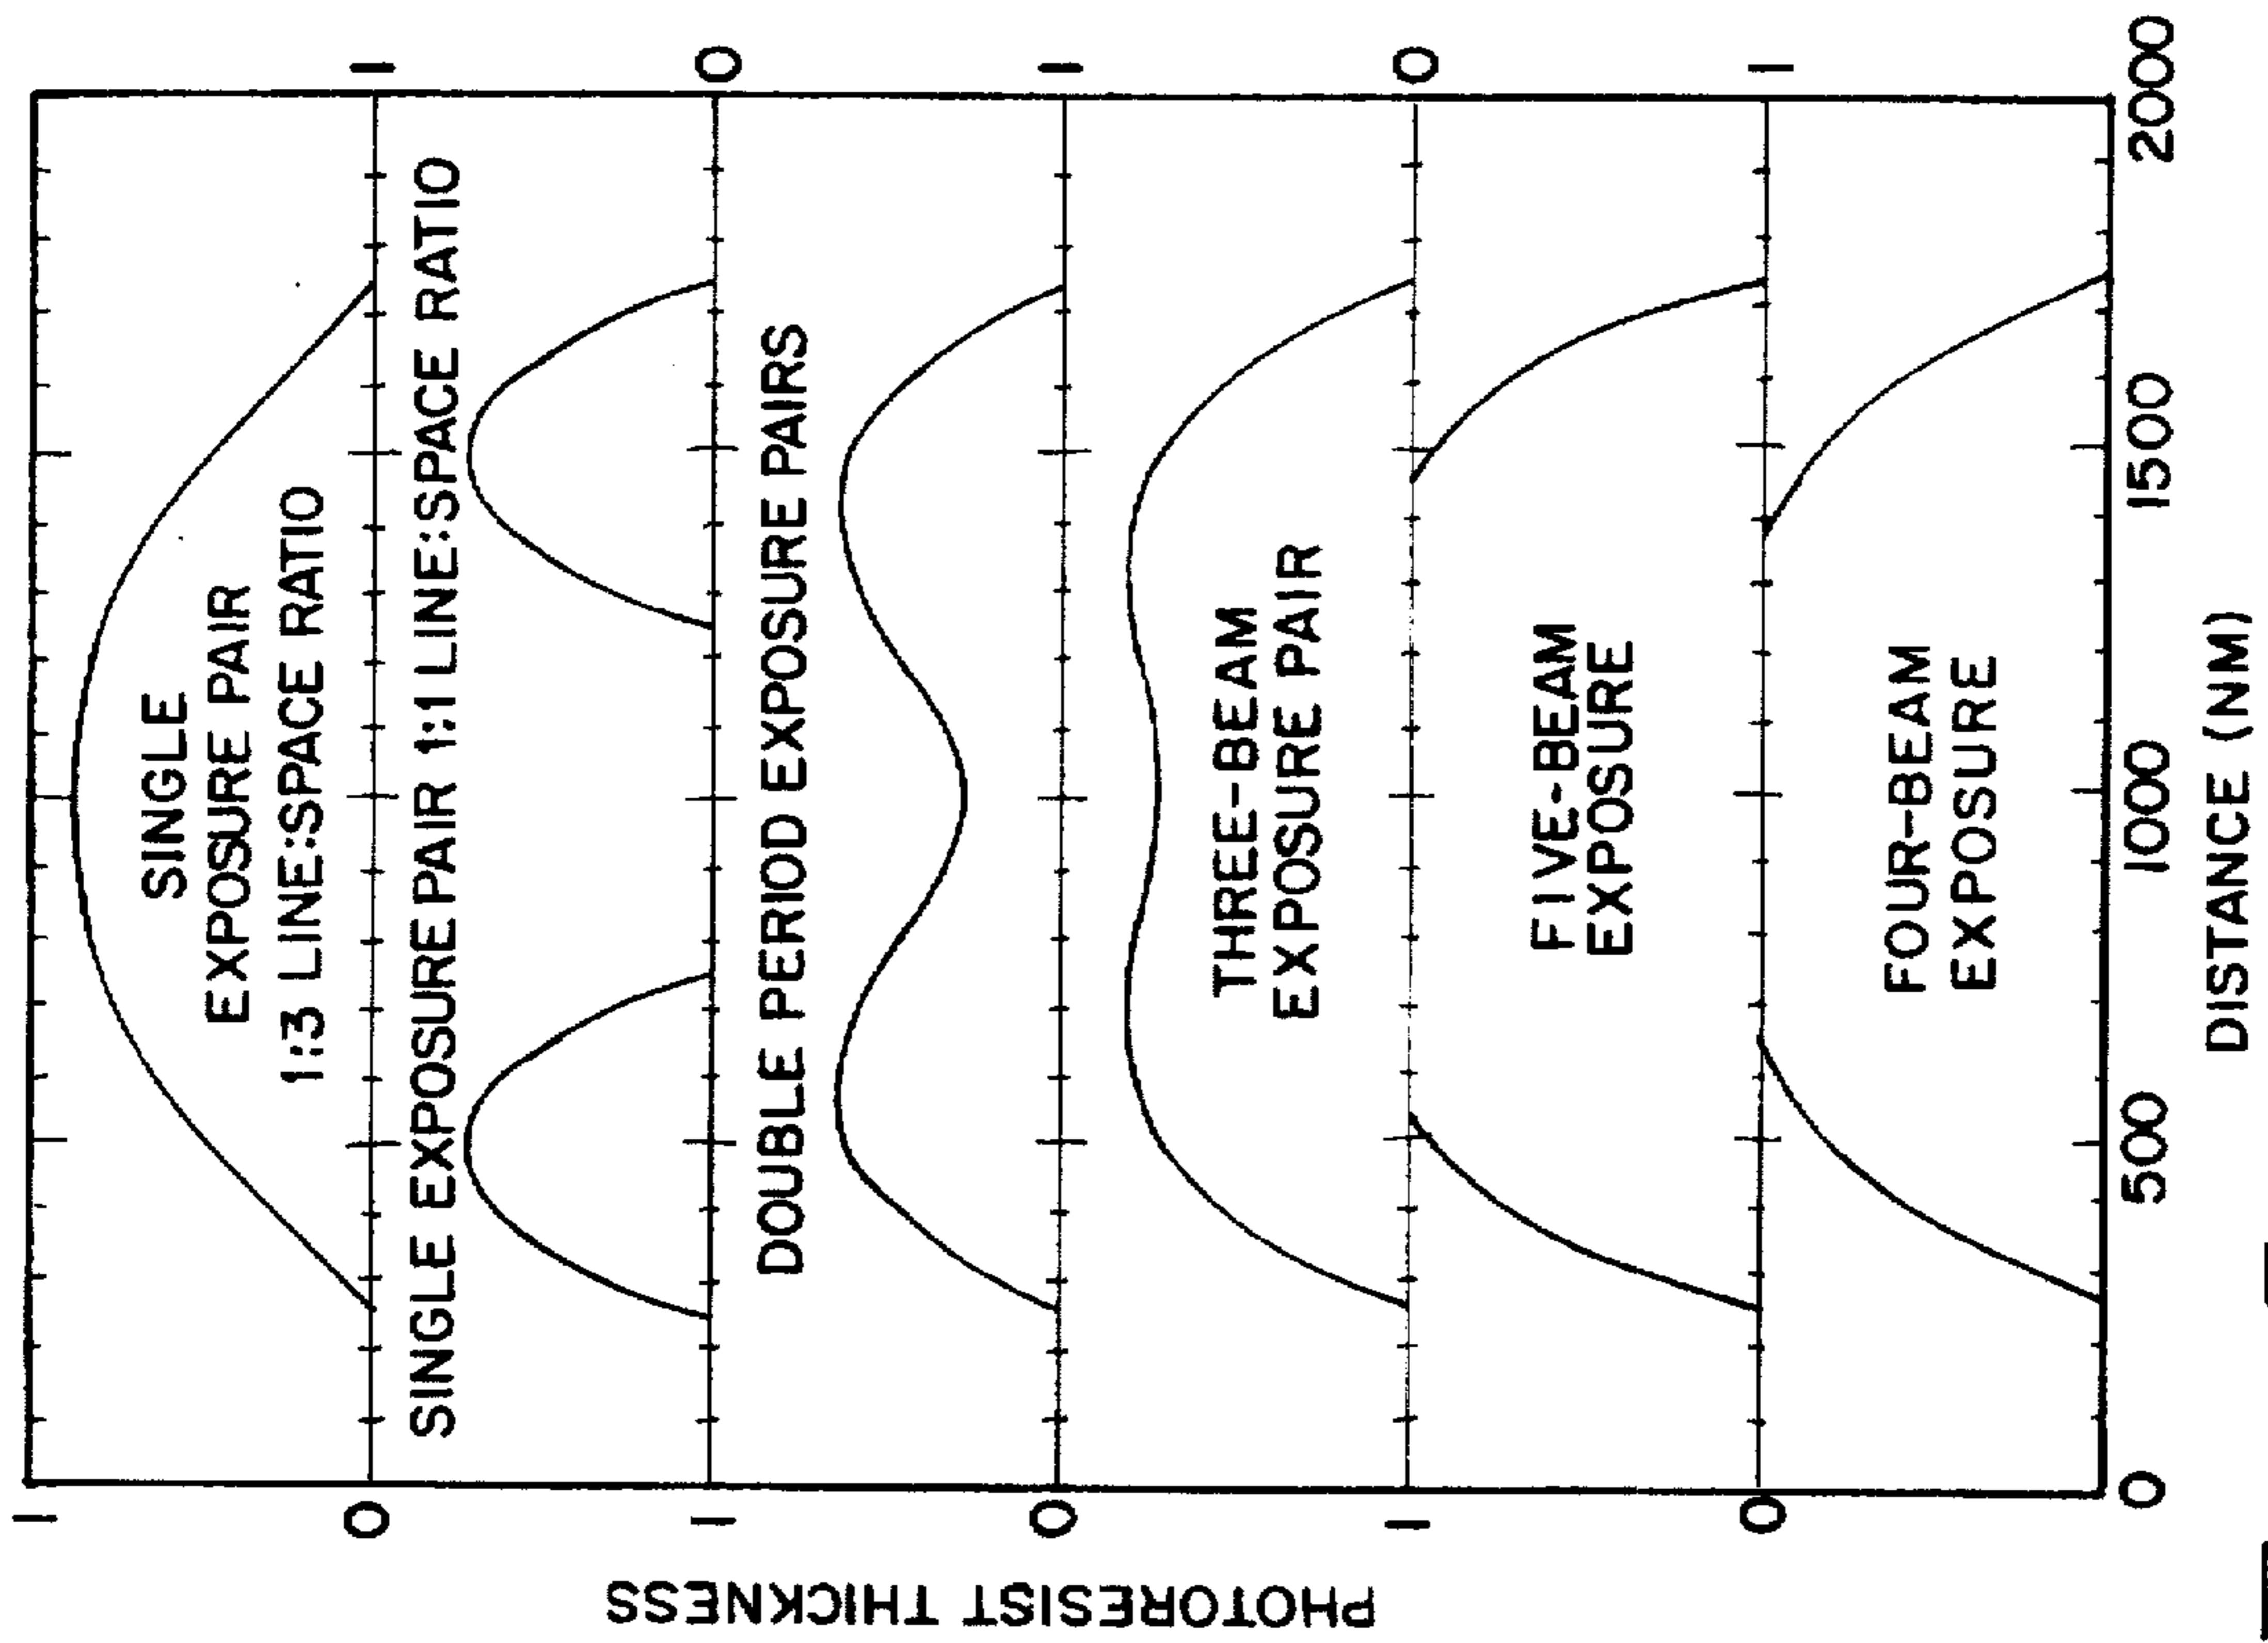 PHOTORESIST THICKNESS
1
0
1
0
1
0
SINGLE
EXPOSURE PAIR
1:3 LINE:SPACE RATIO
1
SINGLE EXPOSURE PAIR 1:1 LINE:SPACE RATIO
0
DOUBLE PERIOD EXPOSURE PAIRS
1
THREE-BEAM
EXPOSURE PAIR
0
FIVE-BEAM
EXPOSURE
1
FOUR-BEAM
EXPOSURE
0 500 1000 1500 2000
DISTANCE (NM)